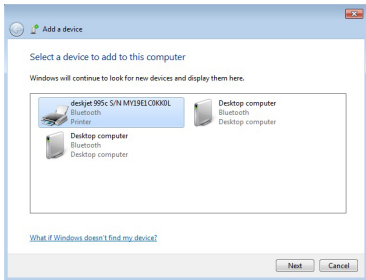 Add a device
Select a device to add to this computer
Windows will continue to look for new devices and display them here.
deskjet 995c S/N MY19E1C0KK0L
Bluetooth
Printer
Desktop computer
Bluetooth
Desktop computer
Desktop computer
Bluetooth
Desktop computer
What if Windows doesn't find my device?
Next
Cancel